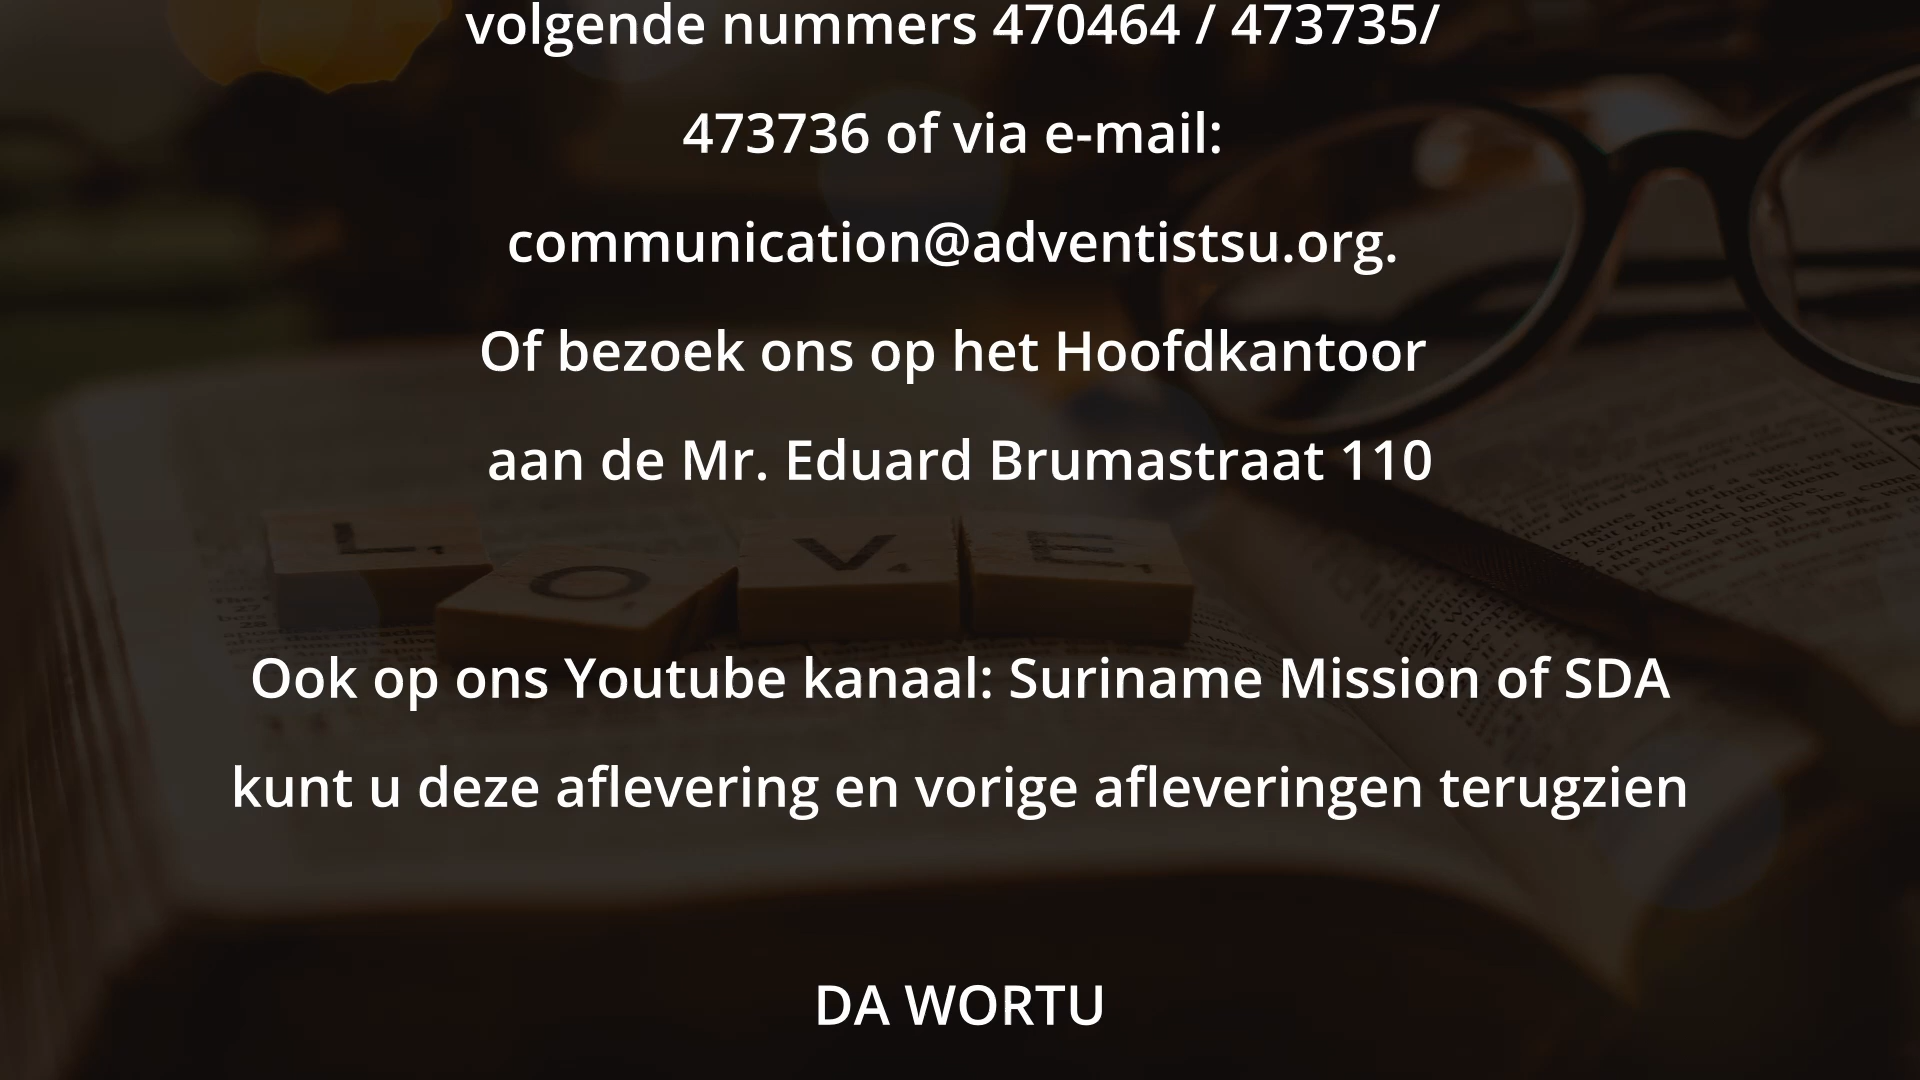 volgende nummers 470464 / 473735/
473736 of via e-mail:
communication@adventistsu.org.
Of bezoek ons op het Hoofdkantoor
aan de Mr. Eduard Brumastraat 110
L O V E
Ook op ons Youtube kanaal: Suriname Mission of SDA
kunt u deze aflevering en vorige afleveringen terugzien
DA WORTU